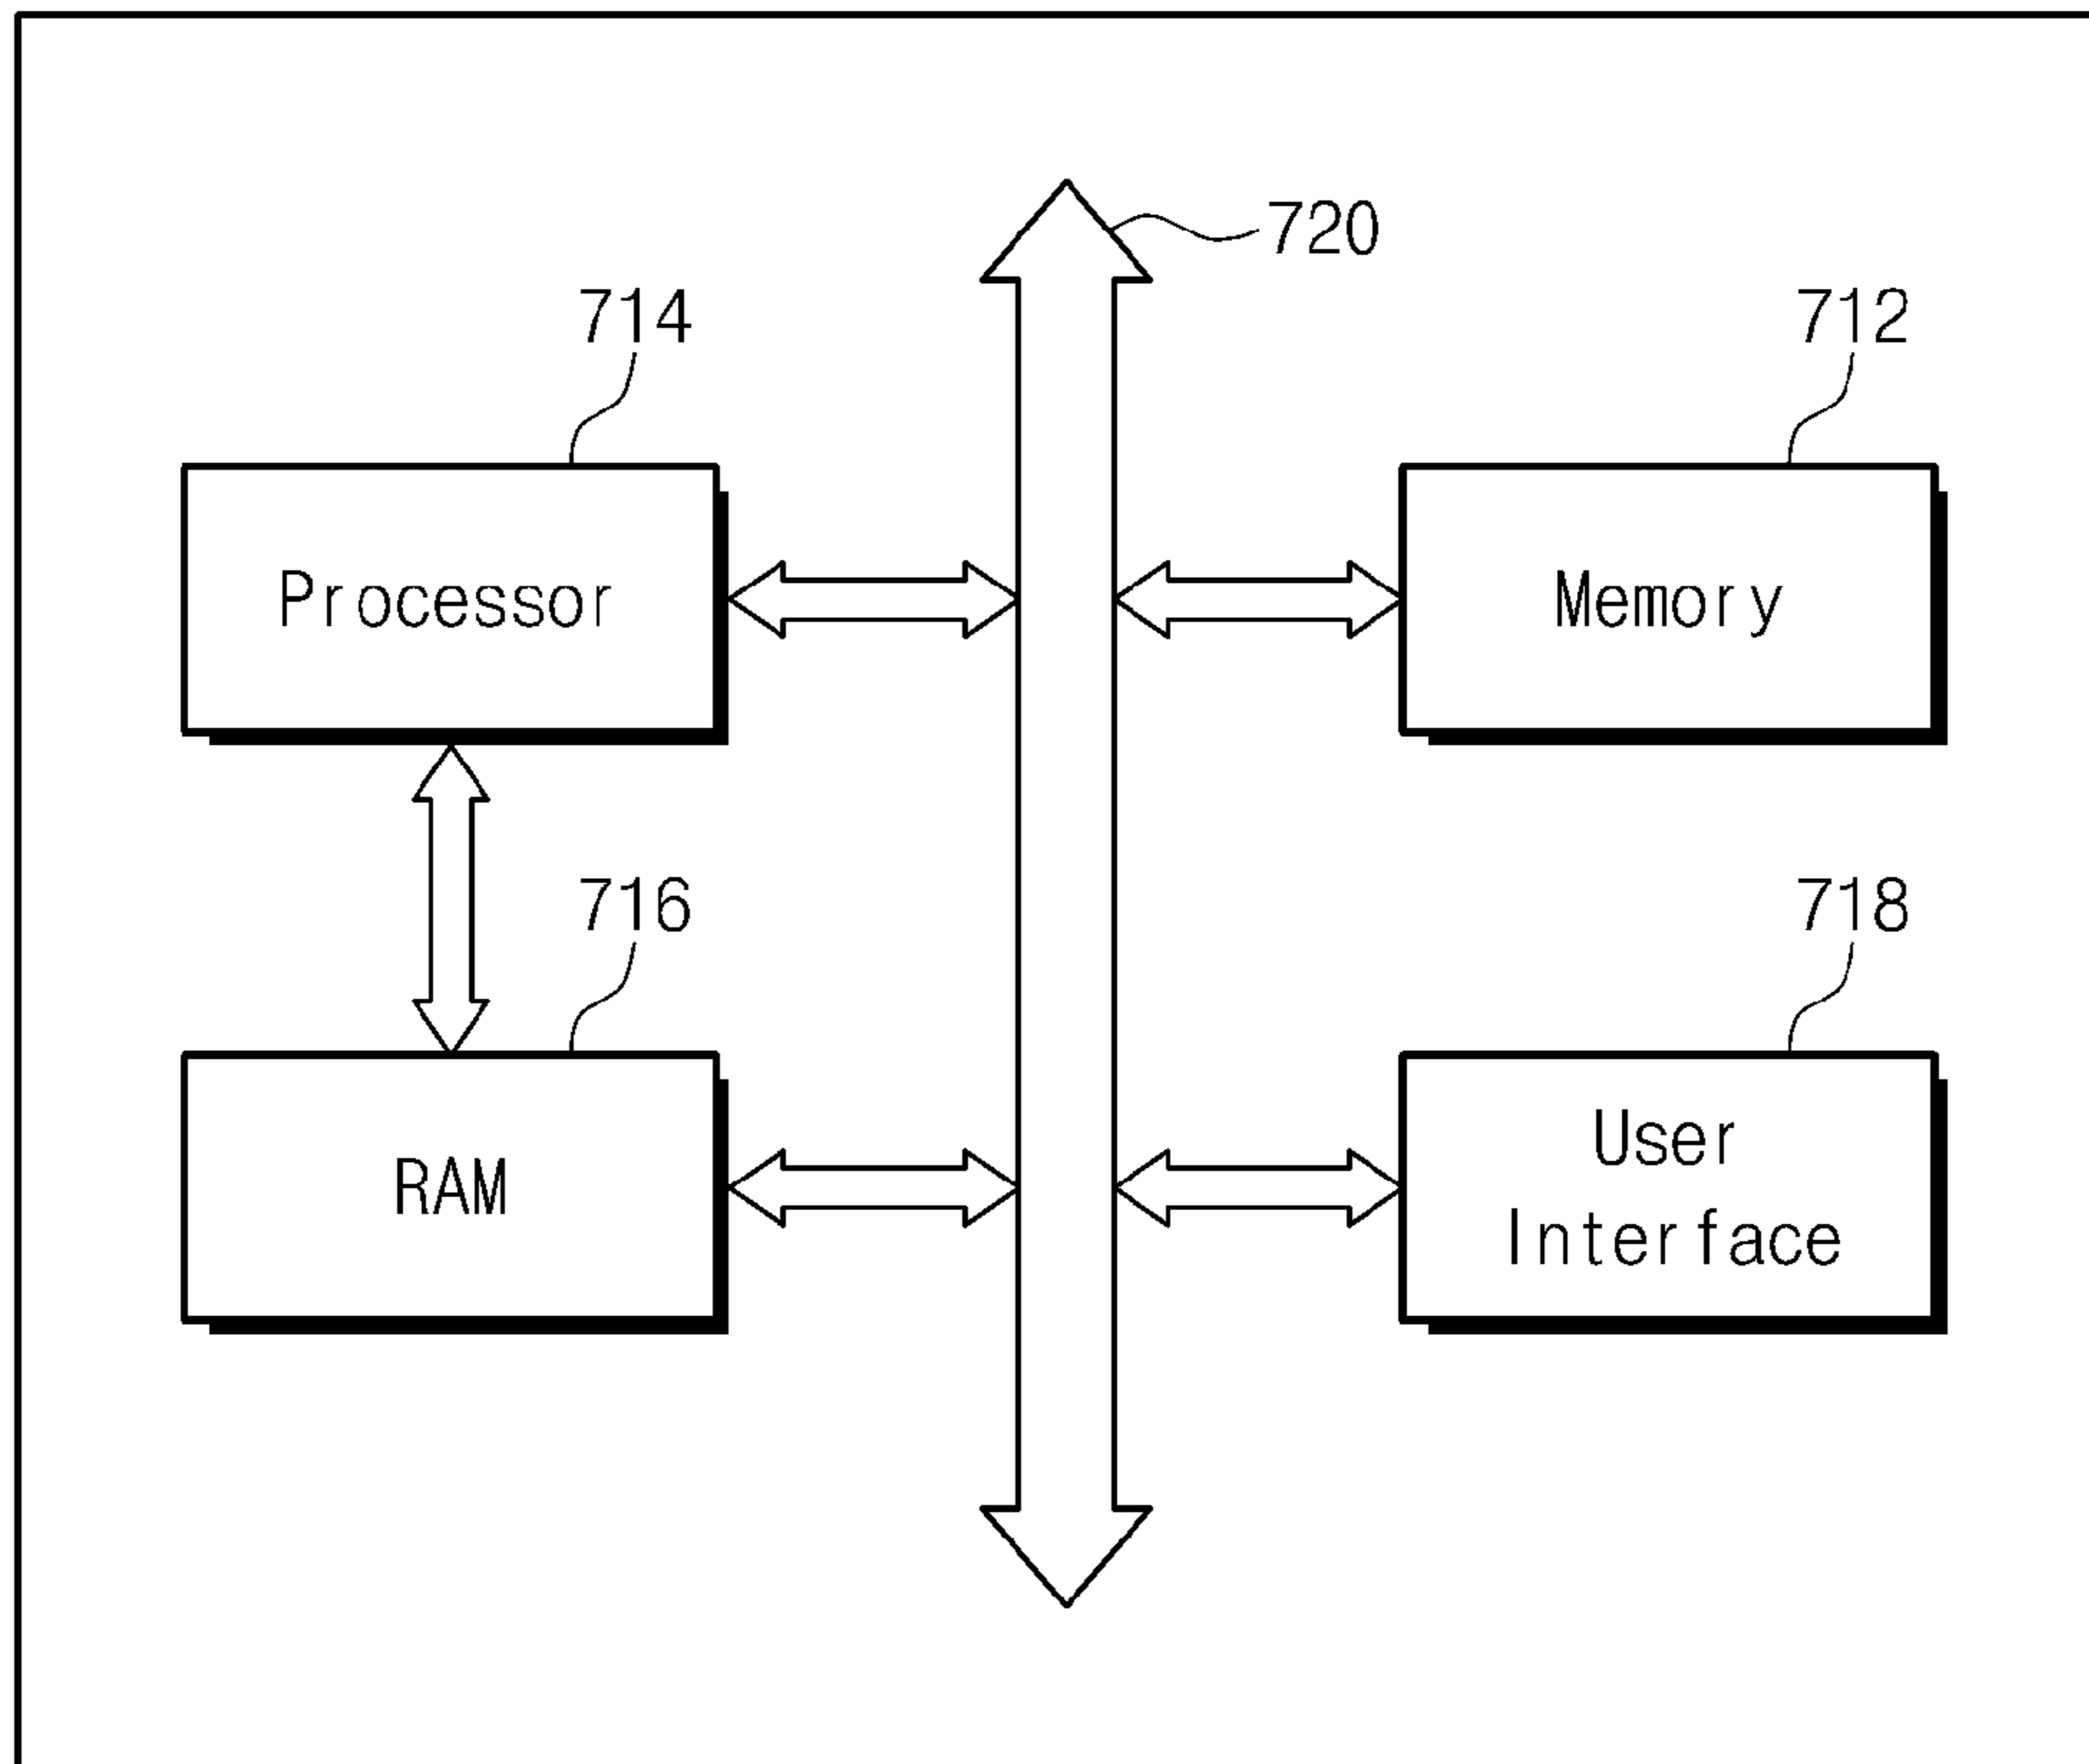 720
714
712
Processor
Memory
716
718
RAM
User
Interface